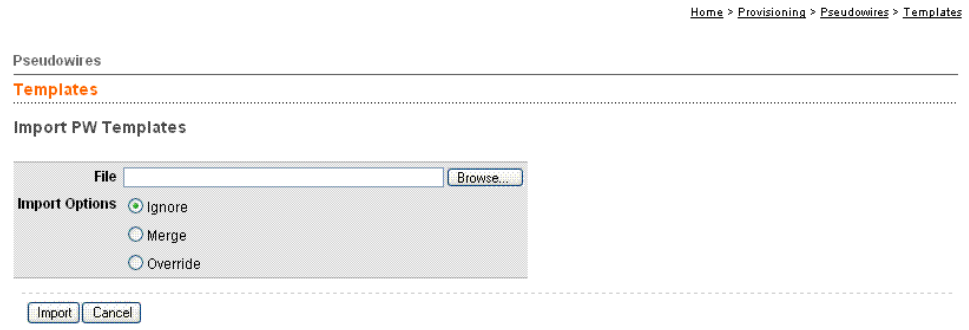 Home > Provisioning > Pseudowires > Templates
Pseudowires
Templates
Import PW Templates
File Browse...
Import Options Ignore
Merge
Override
Import Cancel